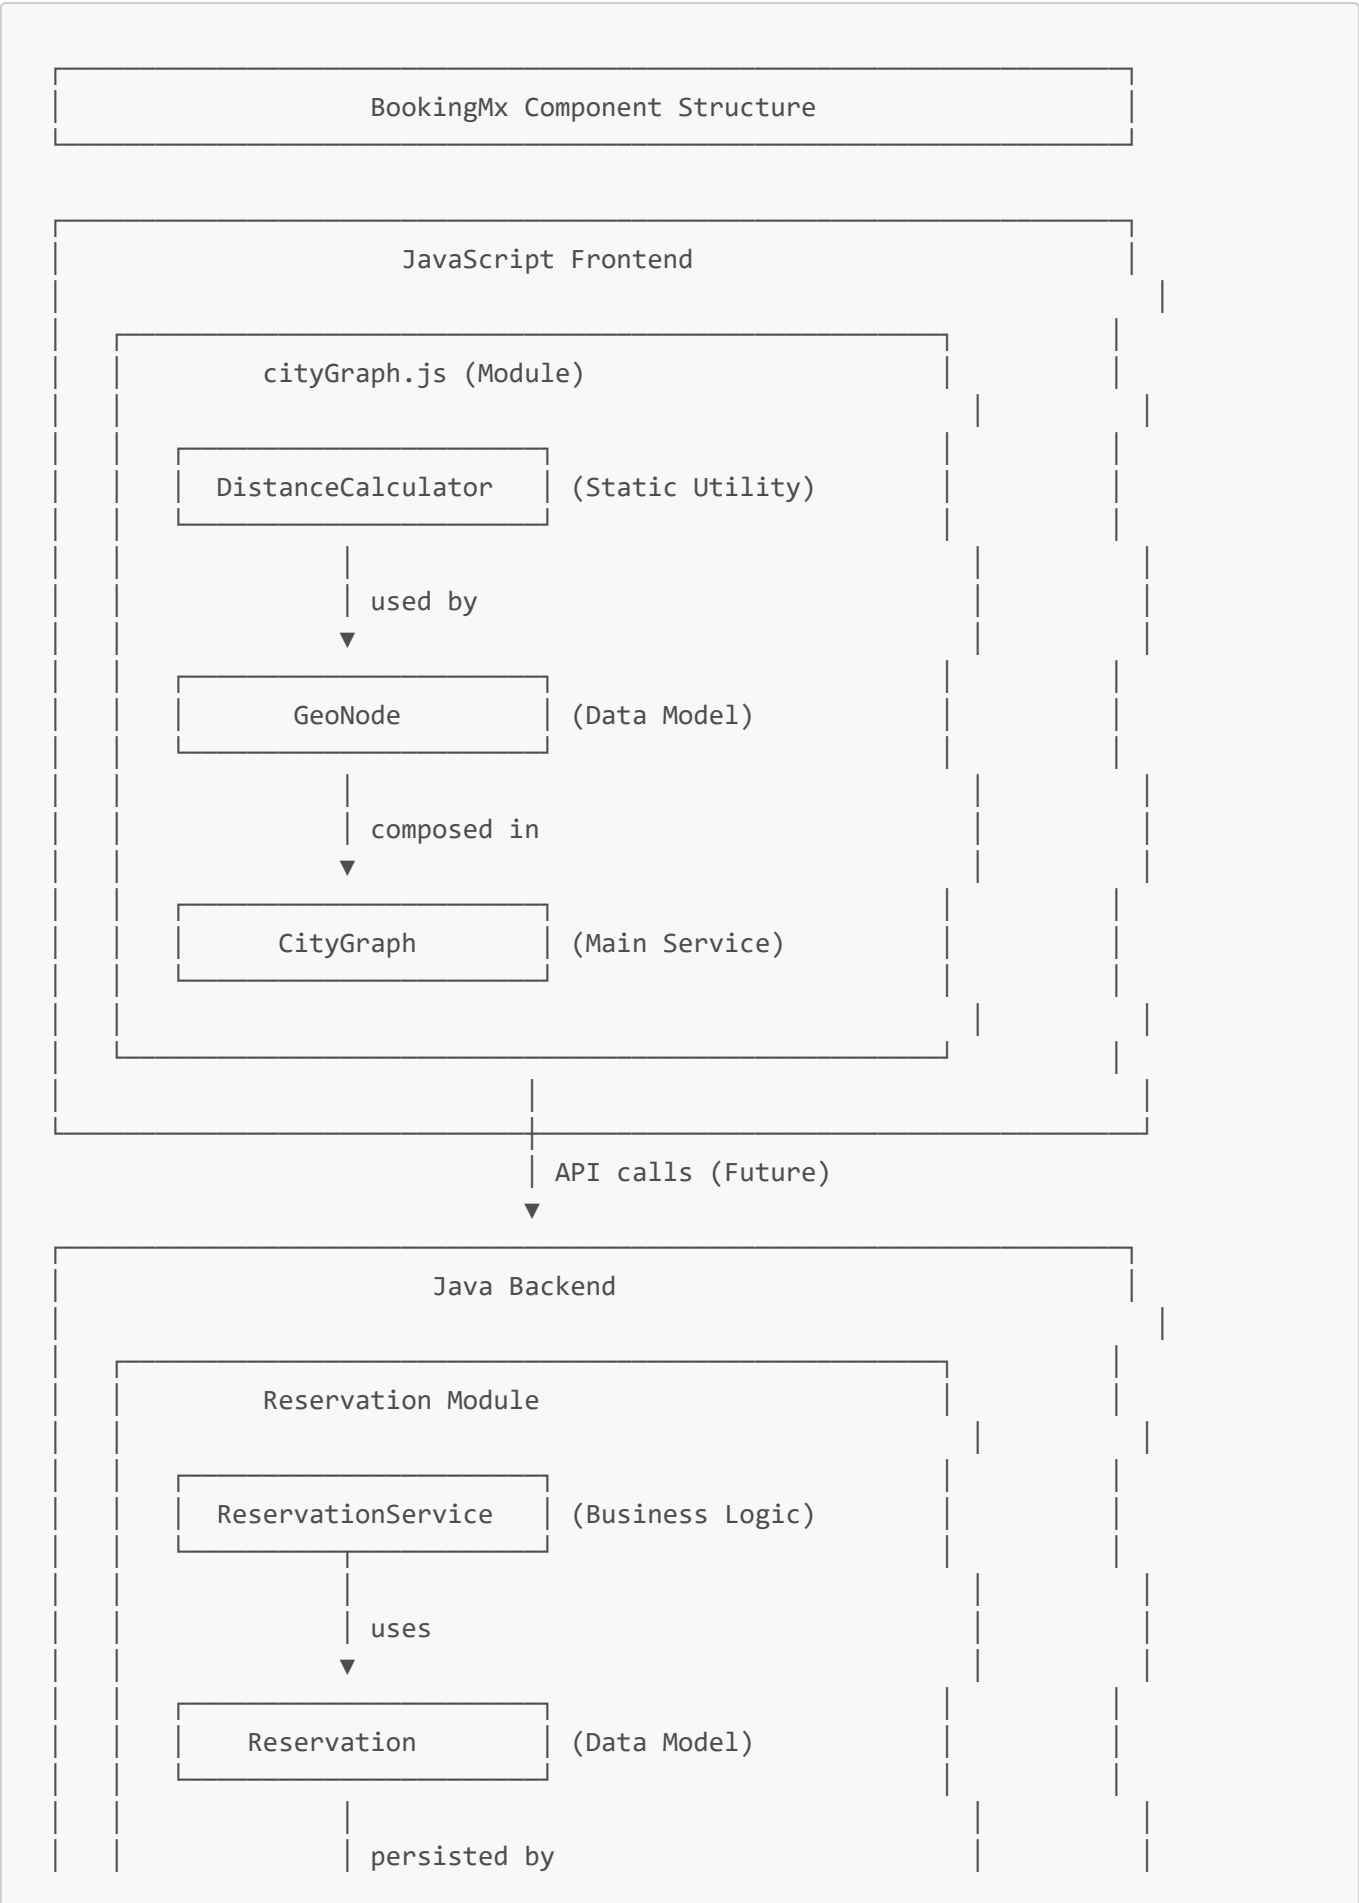 BookingMx Component Structure
JavaScript Frontend
cityGraph.js (Module)
DistanceCalculator (Static Utility)
used by
GeoNode (Data Model)
composed in
CityGraph (Main Service)
API calls (Future)
Java Backend
Reservation Module
ReservationService (Business Logic)
uses
Reservation (Data Model)
persisted by